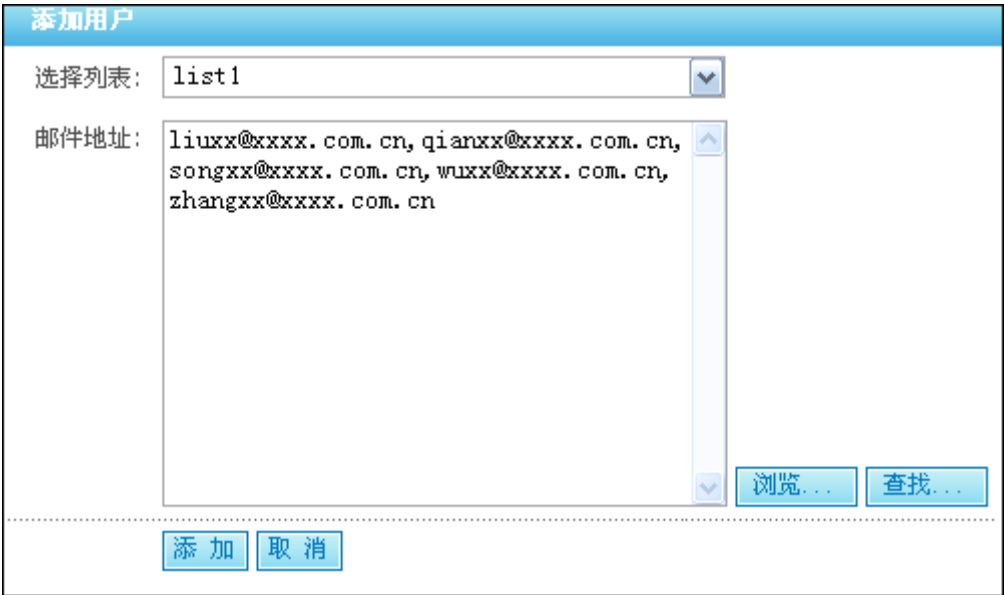 添加用户
选择列表: list1
邮件地址: liuxx@xxxx.com.cn,qianxx@xxxx.com.cn,
songxx@xxxx.com.cn,wuxx@xxxx.com.cn,
zhangxx@xxxx.com.cn
浏览... 查找...
添 加 取 消